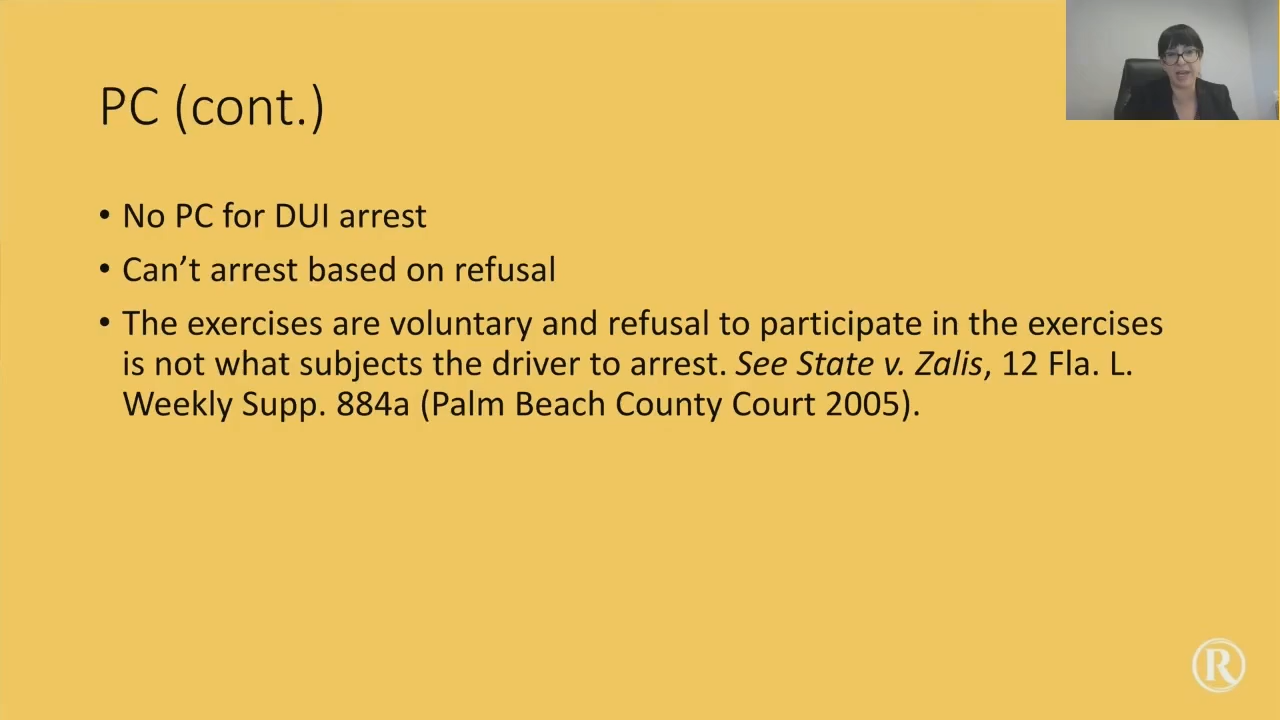 PC (cont.)
• No PC for DUI arrest
• Can’t arrest based on refusal
• The exercises are voluntary and refusal to participate in the exercises
is not what subjects the driver to arrest. See State v. Zalis, 12 Fla. L.
Weekly Supp. 884a (Palm Beach County Court 2005).
R